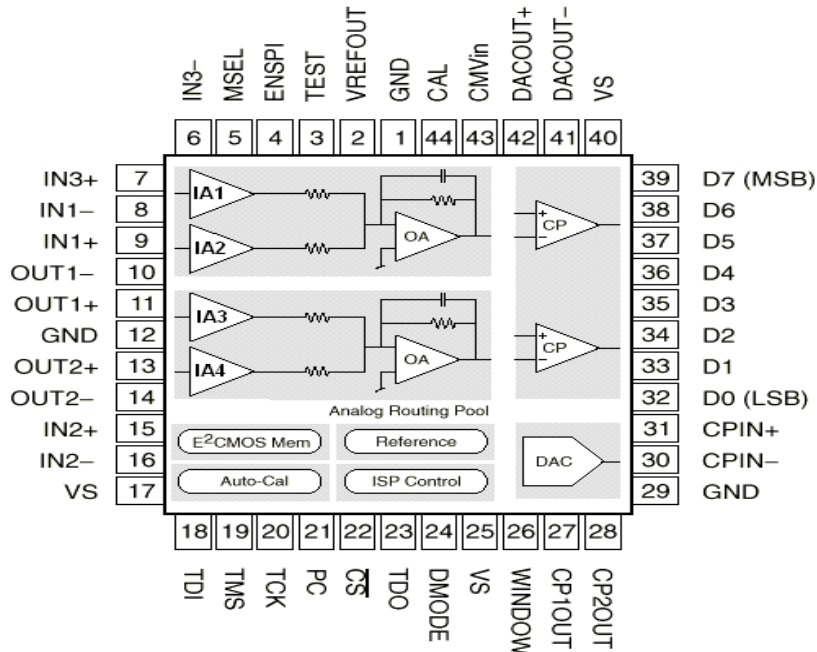 IN3–
MSEL
ENSPI
TEST
VREFOUT
GND
CAL
CMVin
DACOUT+
DACOUT–
VS
6 5 4 3 2 1 44 43 42 41 40
IN3+ 7
IN1– 8
IN1+ 9
OUT1– 10
OUT1+ 11
GND 12
OUT2+ 13
OUT2– 14
IN2+ 15
IN2– 16
VS 17
IA1
IA2
OA
IA3
IA4
OA
+
–
CP
+
–
CP
Analog Routing Pool
E²CMOS Mem
Reference
Auto-Cal
ISP Control
DAC
39 D7 (MSB)
38 D6
37 D5
36 D4
35 D3
34 D2
33 D1
32 D0 (LSB)
31 CPIN+
30 CPIN–
29 GND
18 19 20 21 22 23 24 25 26 27 28
TDI
TMS
TCK
PC
CS
TDO
DMODE
VS
WINDOW
CP1OUT
CP2OUT